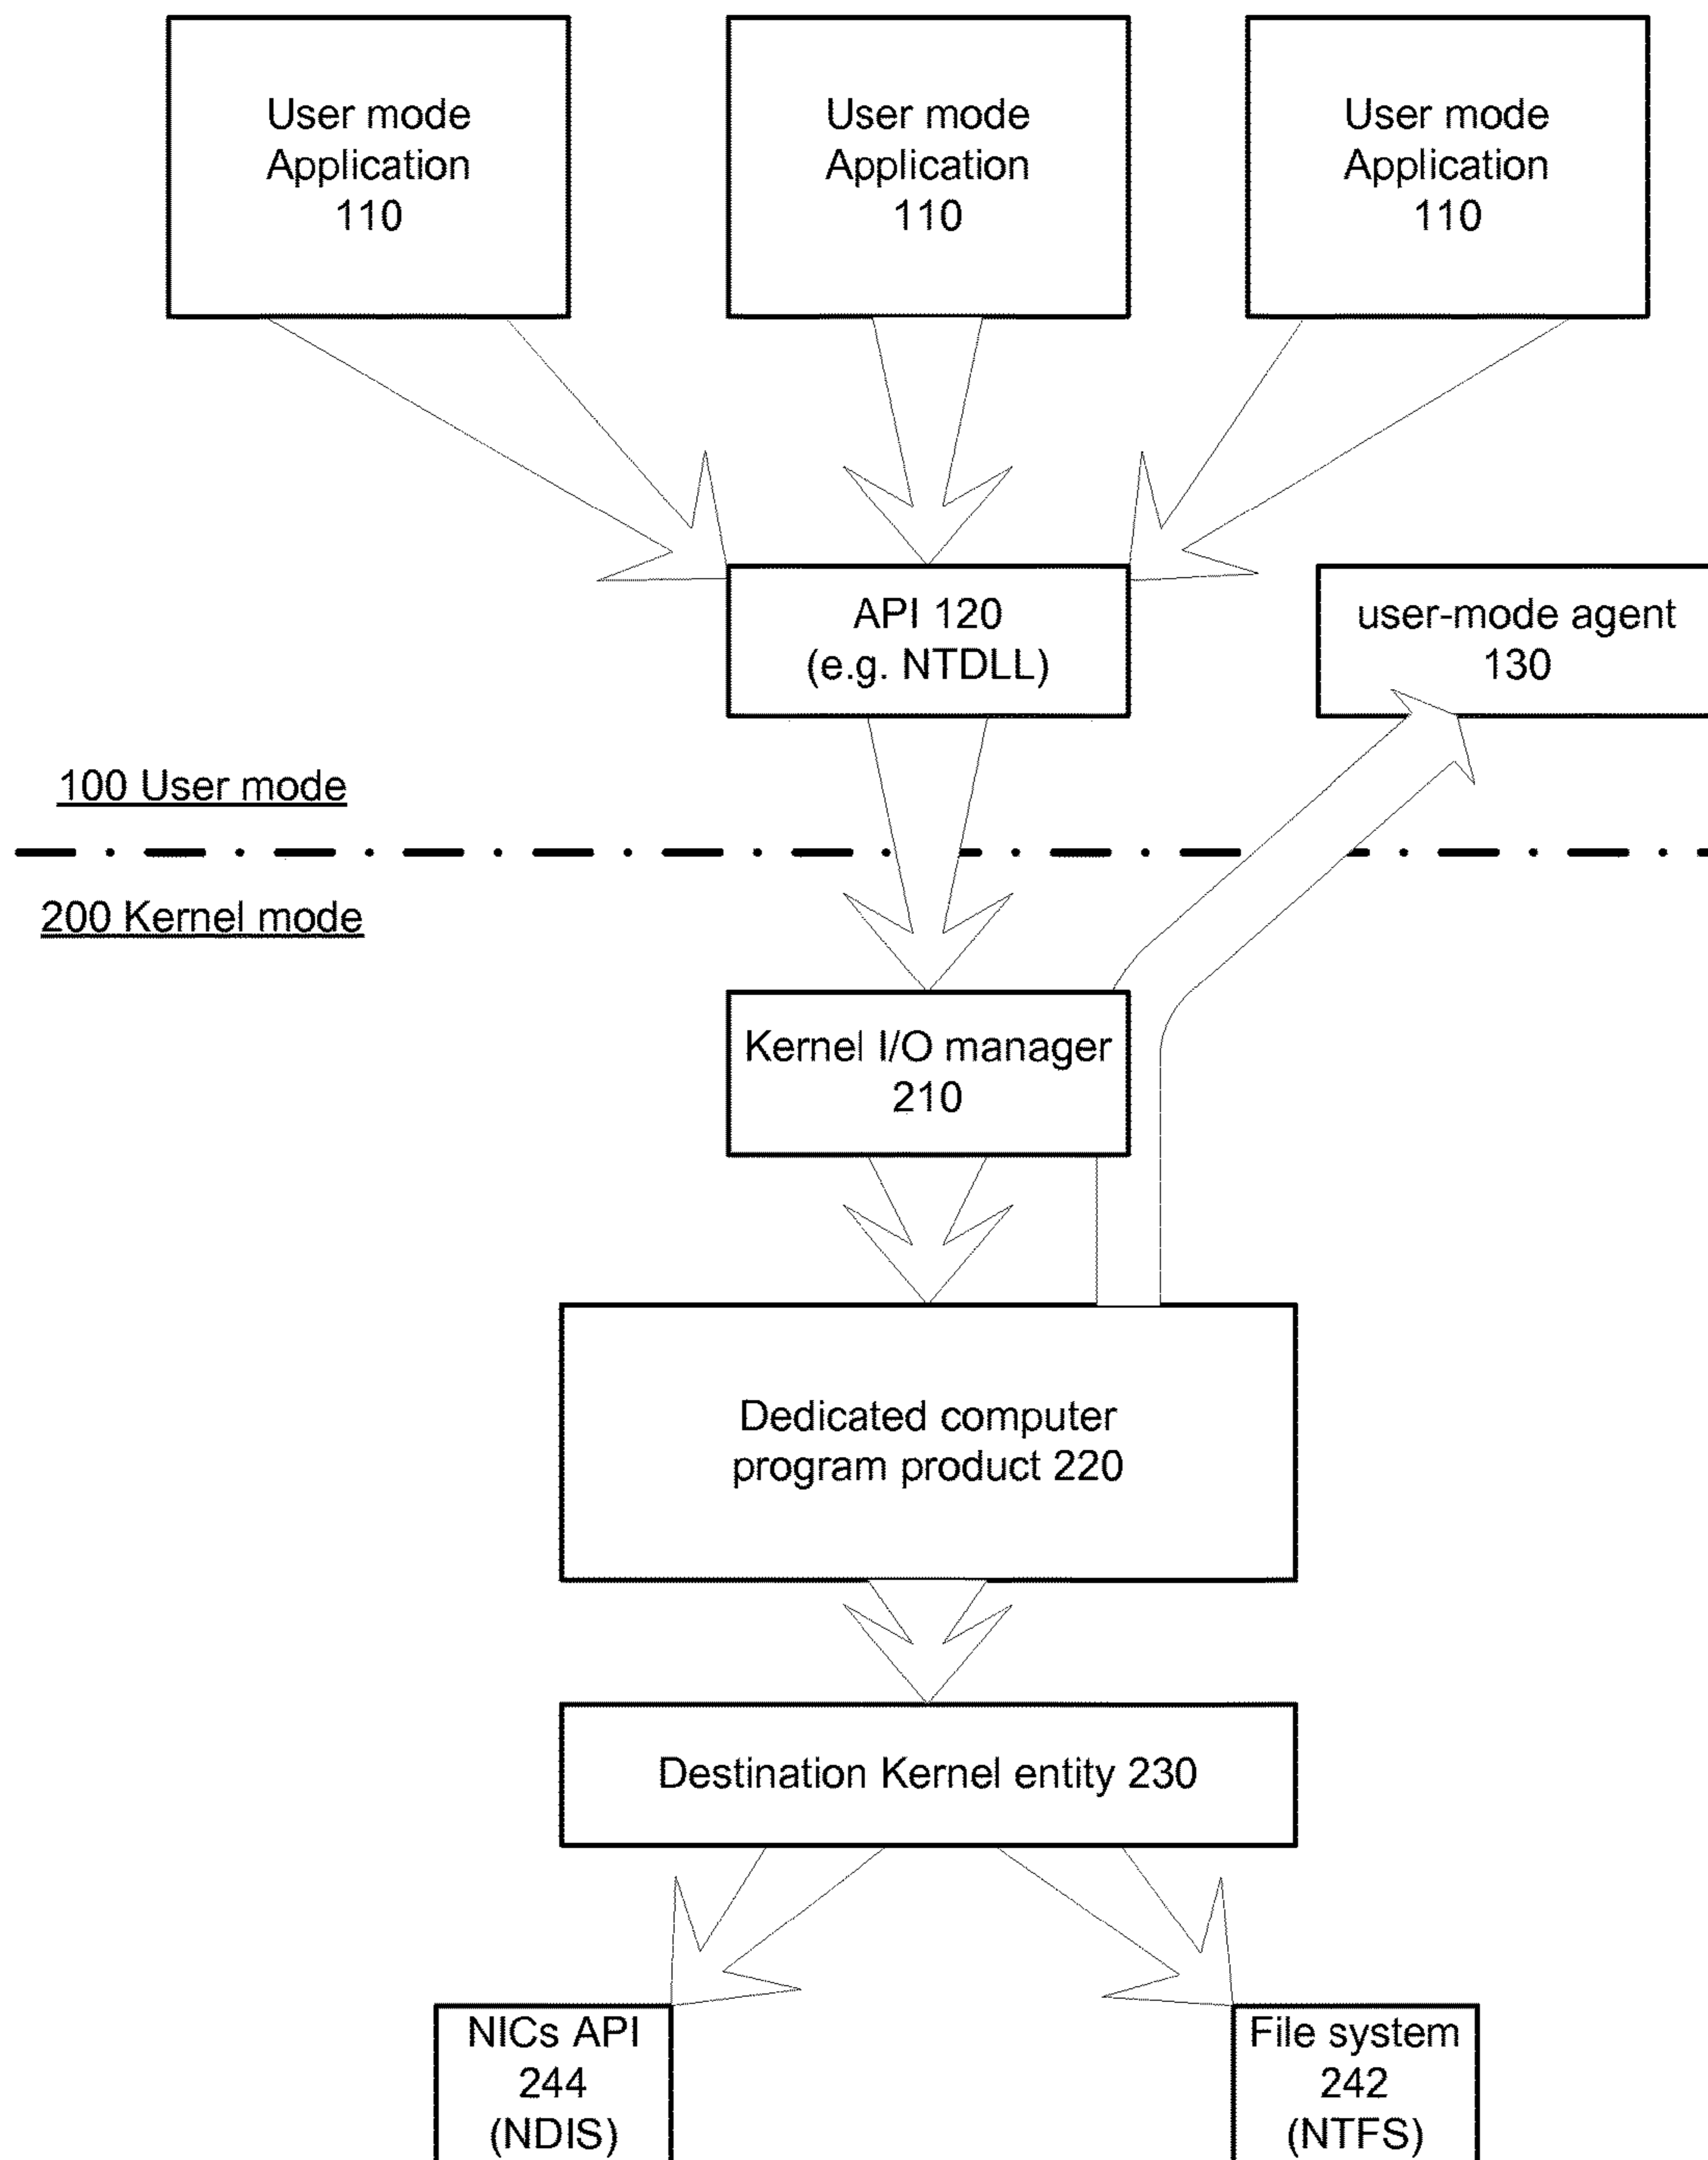 User mode
Application
110
User mode
Application
110
User mode
Application
110
API 120
(e.g. NTDLL)
user-mode agent
130
100 User mode
200 Kernel mode
Kernel I/O manager
210
Dedicated computer
program product 220
Destination Kernel entity 230
NICs API
244
(NDIS)
File system
242
(NTFS)